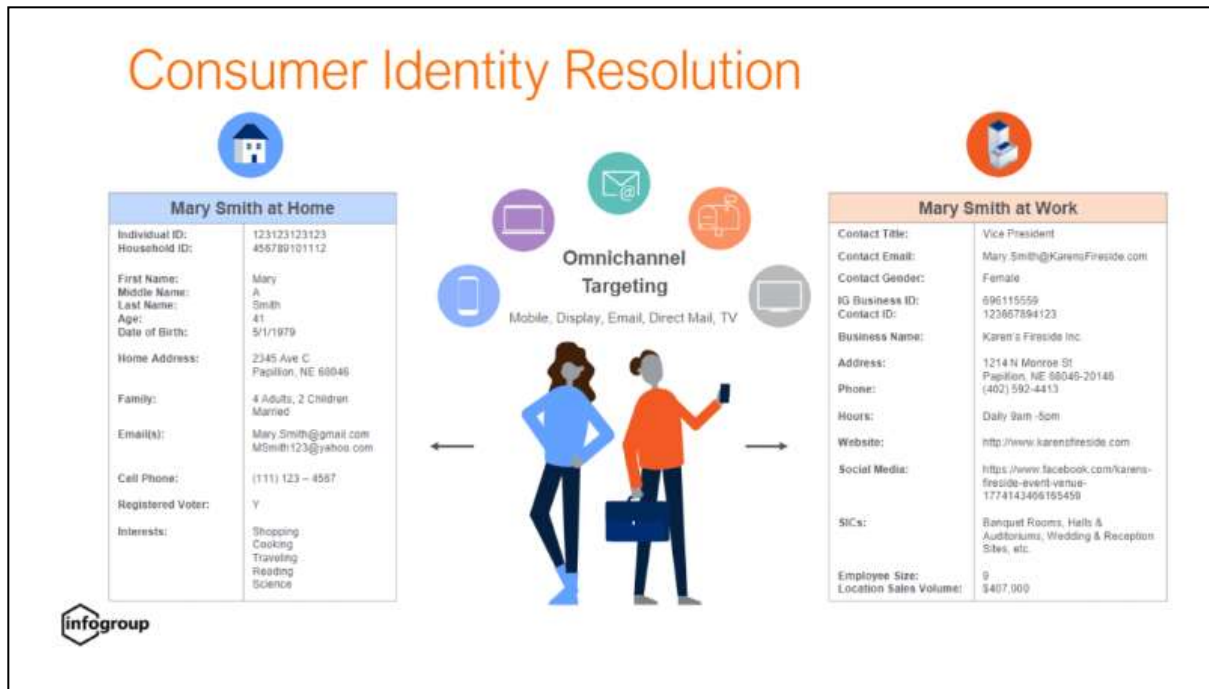 Consumer Identity Resolution
Mary Smith at Home
Individual ID: 123123123123
Household ID: 456789101112
First Name: Mary
Middle Name: A
Last Name: Smith
Age: 41
Date of Birth: 5/1/1979
Home Address: 2345 Ave C
Papillion, NE 68046
Family: 4 Adults, 2 Children
Married
Email(s): Mary.Smith@gmail.com
MSmith123@yahoo.com
Cell Phone: (111) 123 – 4567
Registered Voter: Y
Interests: Shopping
Cooking
Traveling
Reading
Science
@
Omnichannel
Targeting
Mobile, Display, Email, Direct Mail, TV
Mary Smith at Work
Contact Title: Vice President
Contact Email: Mary.Smith@KarensFireside.com
Contact Gender: Female
IG Business ID: 696115559
Contact ID: 123867894123
Business Name: Karen's Fireside Inc.
Address: 1214 N Monroe St
Papillion, NE 68046-20146
Phone: (402) 592-4413
Hours: Daily 9am -5pm
Website: http://www.karensfireside.com
Social Media: https://www.facebook.com/karens-
fireside-event-venue-
1774143466165459
SICs: Banquet Rooms, Halls &
Auditoriums, Wedding & Reception
Sites, etc.
Employee Size: 9
Location Sales Volume: $407,000
infogroup